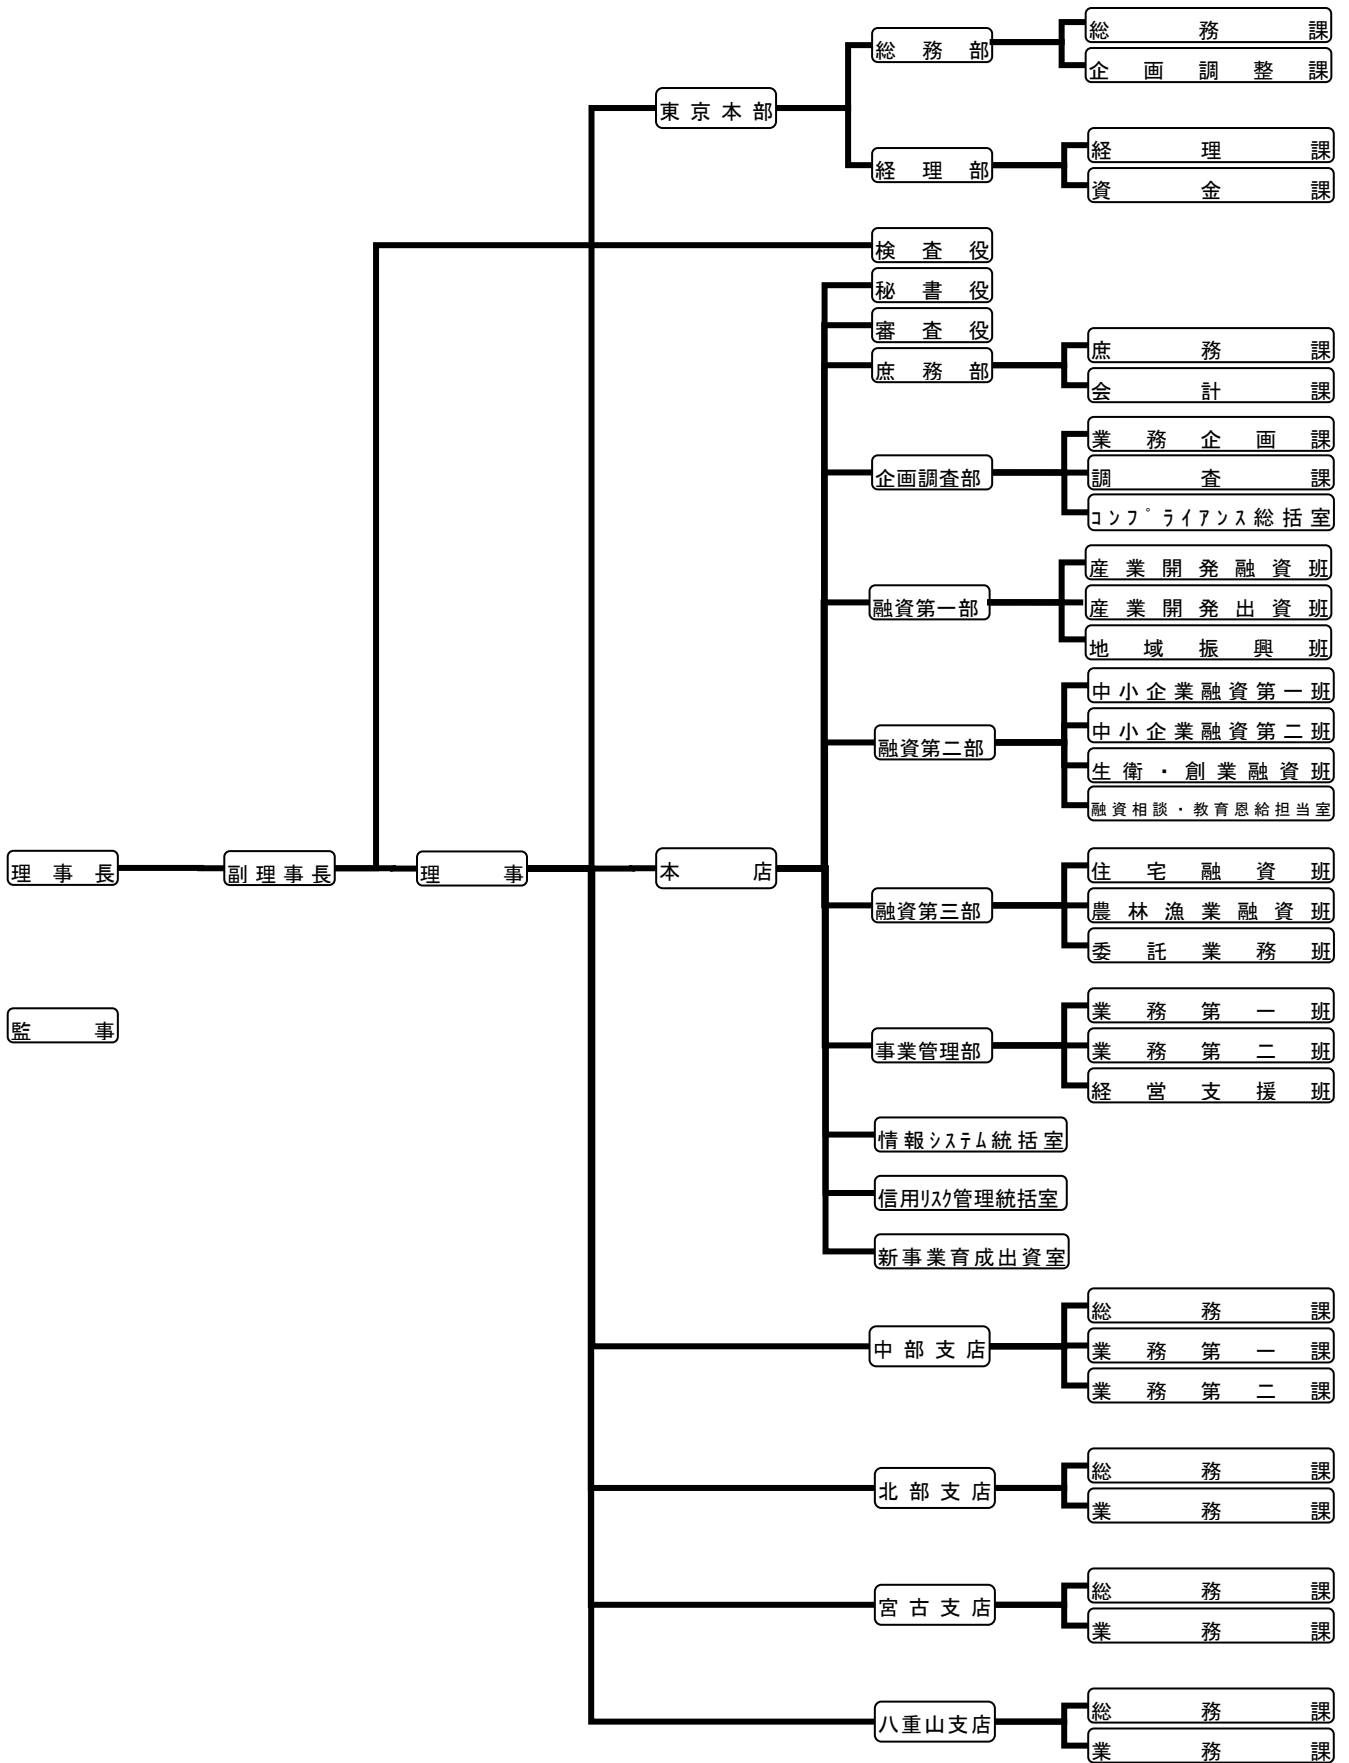 総務課
総務部
企画調整課
東京本部
経理課
経理部
資金課
検査役
秘書役
審査役
庶務課
庶務部
会計課
業務企画課
企画調査部
調査課
ｺﾝﾌﾟﾗｲｱﾝｽ総括室
産業開発融資班
融資第一部
産業開発出資班
地域振興班
中小企業融資第一班
中小企業融資第二班
融資第二部
生衛・創業融資班
融資相談・教育恩給担当室
理事長
副理事長
理事
本店
住宅融資班
融資第三部
農林漁業融資班
委託業務班
監事
業務第一班
事業管理部
業務第二班
経営支援班
情報ｼｽﾃﾑ統括室
信用ﾘｽｸ管理統括室
新事業育成出資室
総務課
中部支店
業務第一課
業務第二課
総務課
北部支店
業務課
総務課
宮古支店
業務課
総務課
八重山支店
業務課